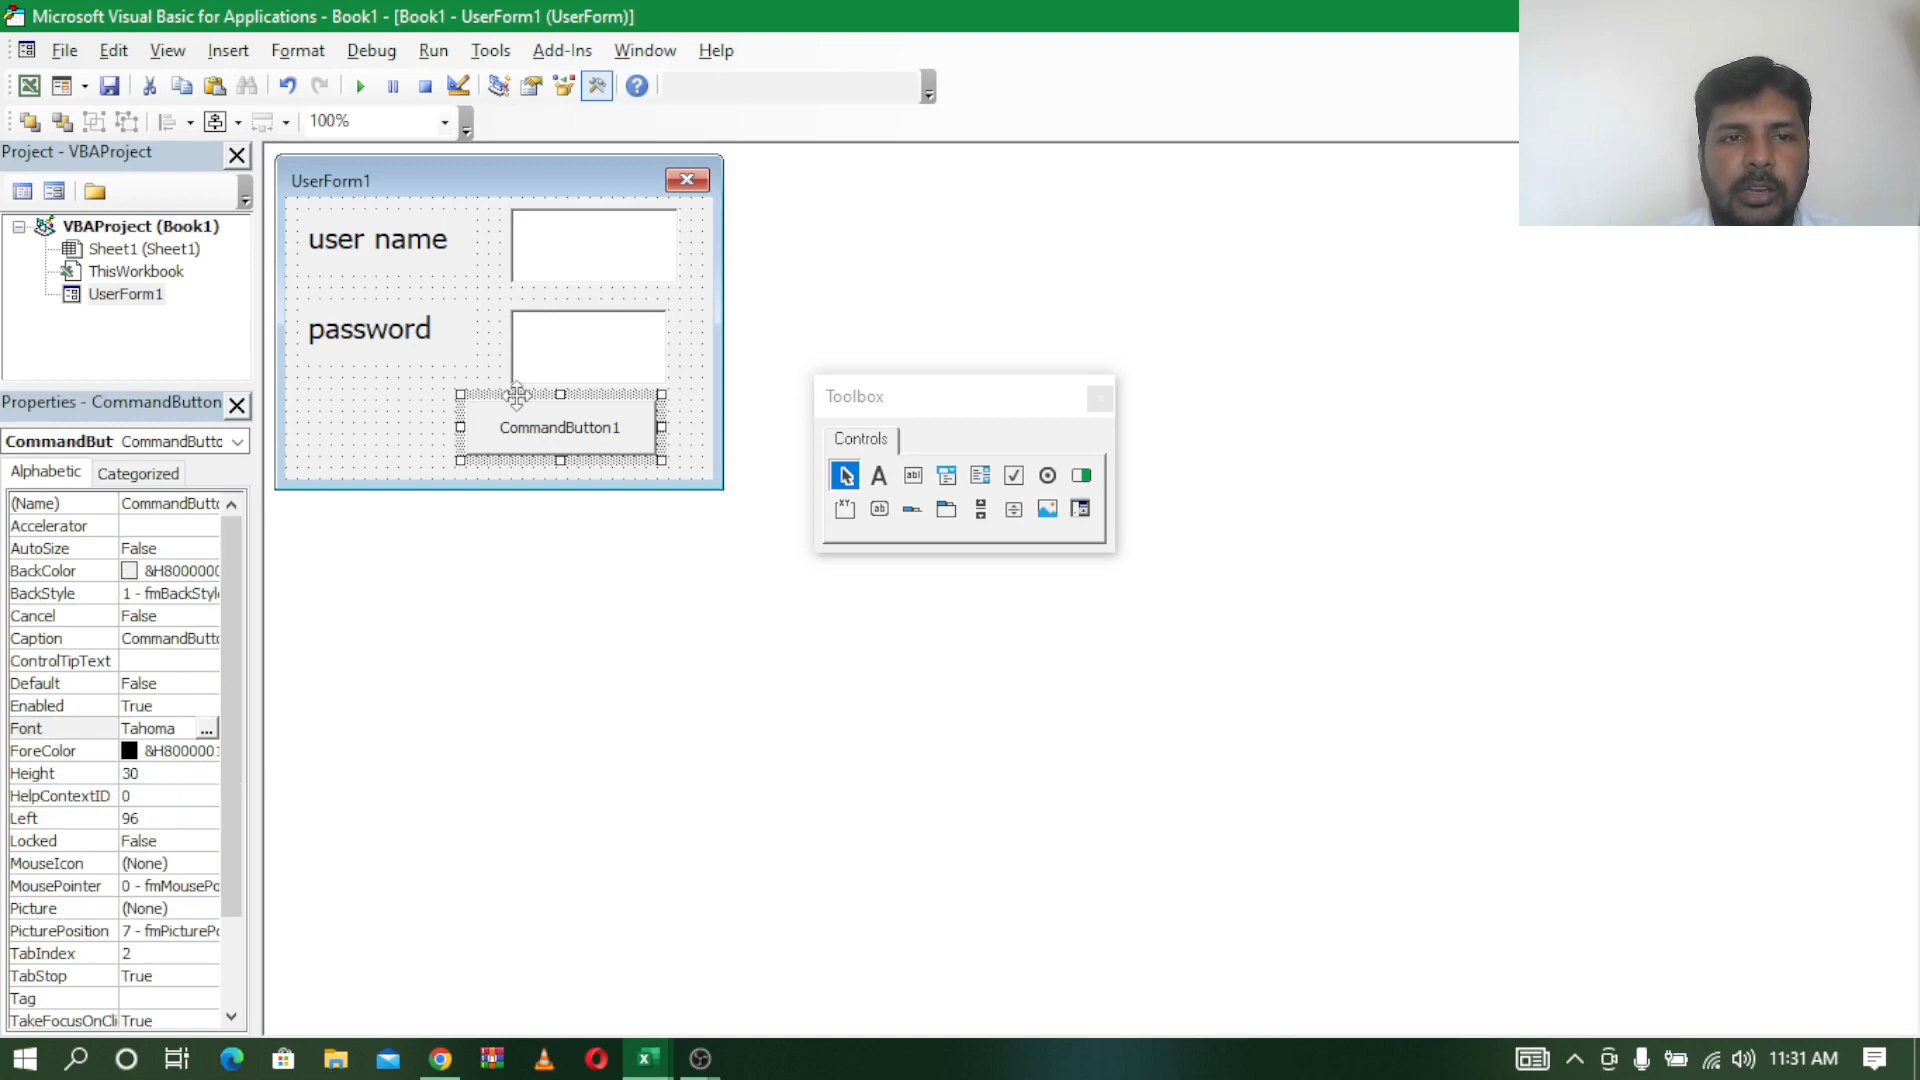 Microsoft Visual Basic for Applications - Book1 - [Book1 - UserForm1 (UserForm)]
File Edit View Insert Format Debug Run Tools Add-Ins Window Help
100%
Project - VBAProject
VBAProject (Book1)
Sheet1 (Sheet1)
ThisWorkbook
UserForm1
UserForm1
user name
password
CommandButton1
Toolbox
Controls
Properties - CommandButton
CommandBut CommandButto
Alphabetic Categorized
(Name) CommandButto
Accelerator
AutoSize False
BackColor &H8000000
BackStyle 1 - fmBackStyl
Cancel False
Caption CommandButto
ControlTipText
Default False
Enabled True
Font Tahoma ...
ForeColor &H8000001
Height 30
HelpContextID 0
Left 96
Locked False
MouseIcon (None)
MousePointer 0 - fmMousePo
Picture (None)
PicturePosition 7 - fmPicturePo
TabIndex 2
TabStop True
Tag
TakeFocusOnCli True
11:31 AM